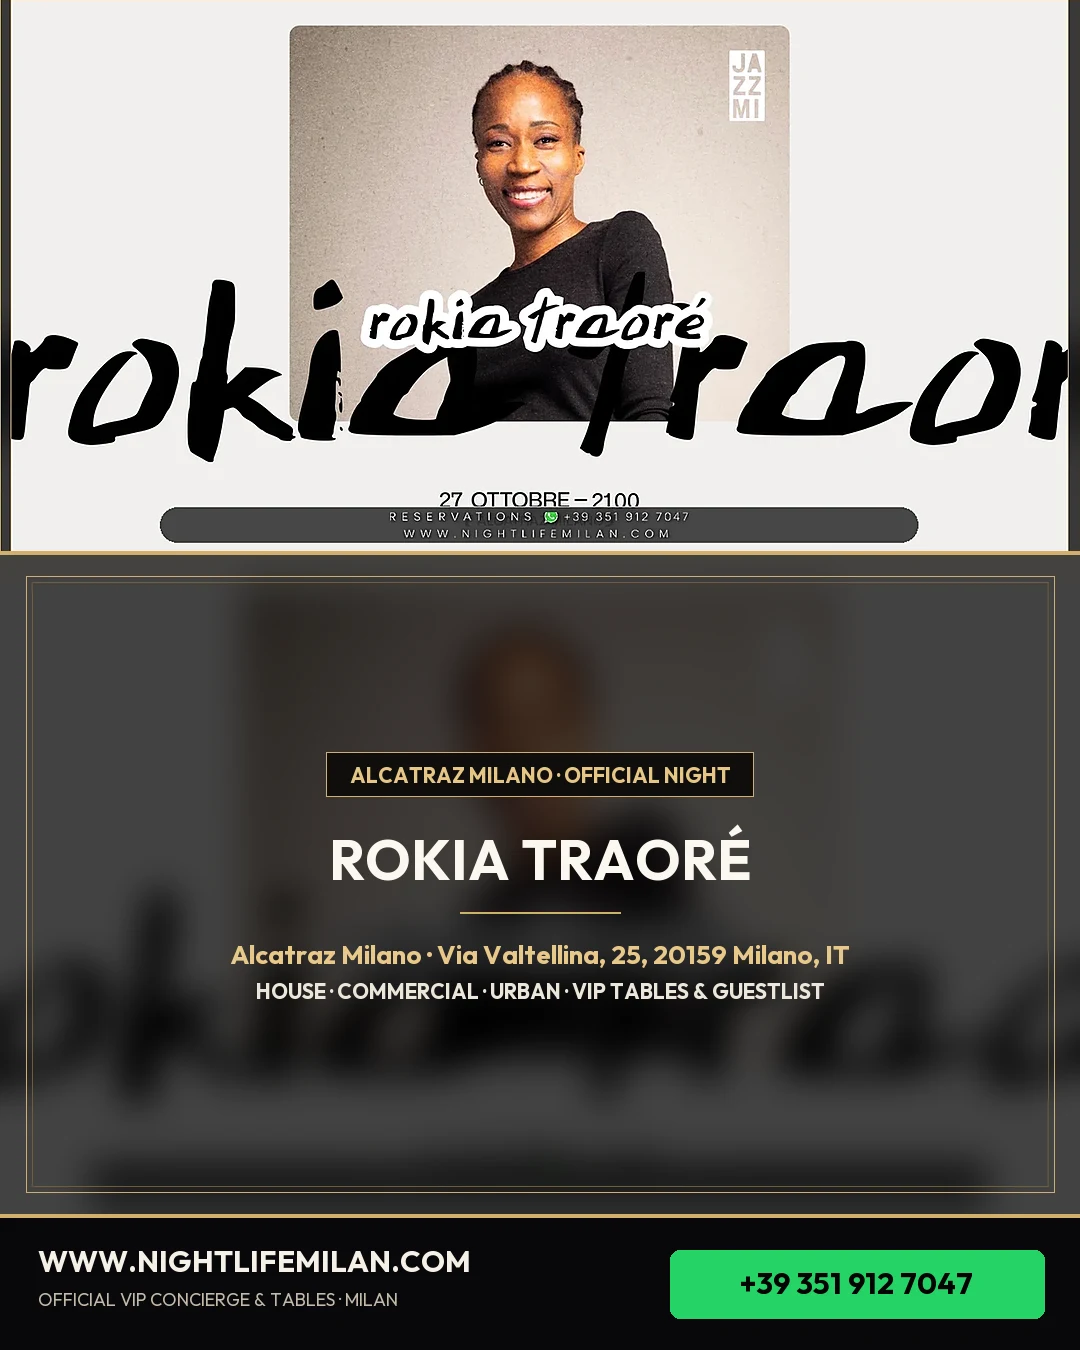 JA
ZZ
MI
rokia traoré
rokia traor
27 OTTOBRE – 2100
RESERVATIONS +39 351 912 7047
WWW.NIGHTLIFEMILAN.COM
ALCATRAZ MILANO · OFFICIAL NIGHT
ROKIA TRAORÉ
Alcatraz Milano · Via Valtellina, 25, 20159 Milano, IT
HOUSE · COMMERCIAL · URBAN · VIP TABLES & GUESTLIST
WWW.NIGHTLIFEMILAN.COM
OFFICIAL VIP CONCIERGE & TABLES · MILAN
+39 351 912 7047